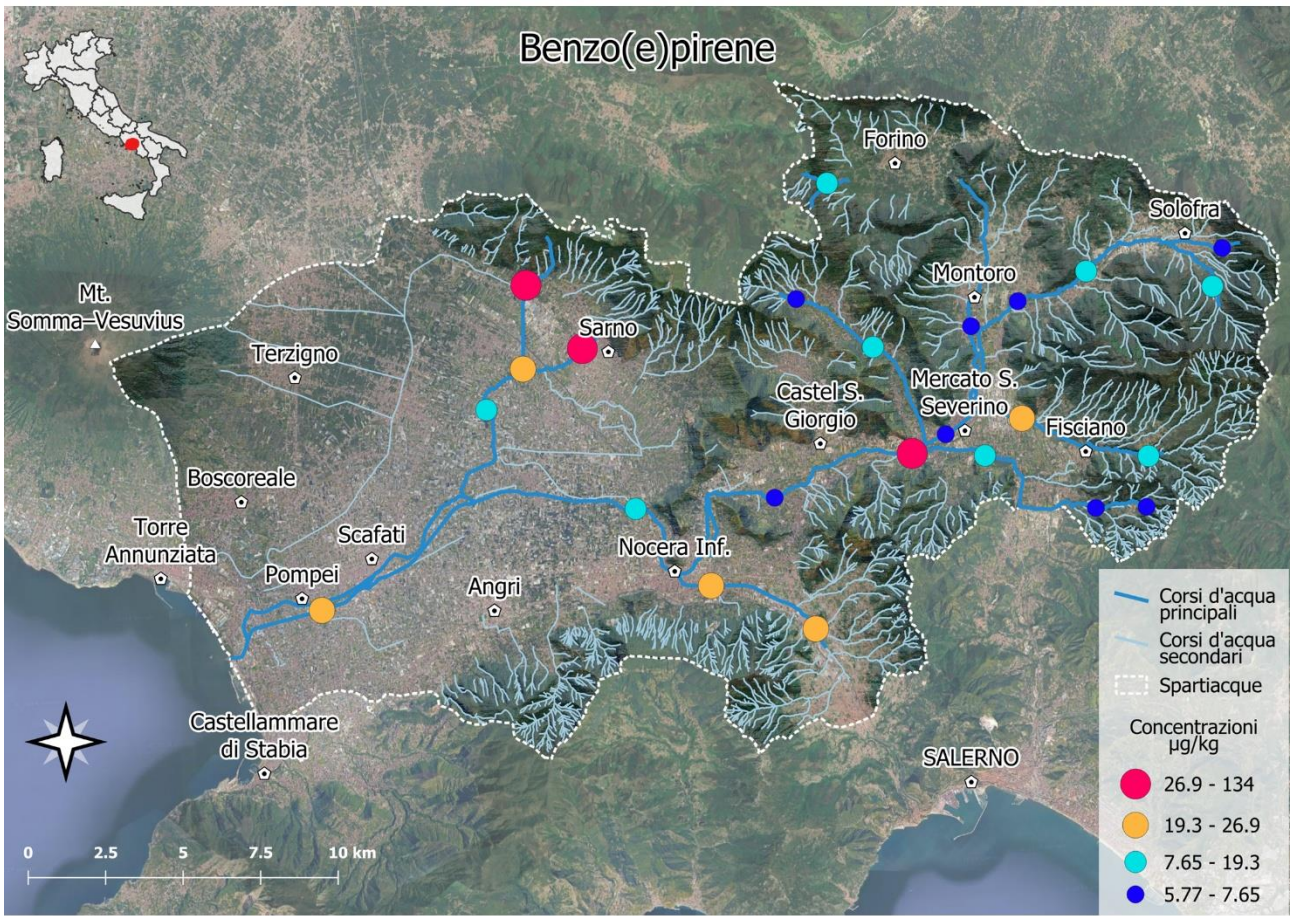 Benzo(e)pirene
Forino
Solofra
Montoro
Mt.
Somma–Vesuvius
Sarno
Terzigno
Castel S.
Giorgio
Mercato S.
Severino
Fisciano
Boscoreale
Torre
Annunziata
Scafati
Nocera Inf.
Pompei
Angri
Castellammare
di Stabia
SALERNO
Corsi d'acqua
principali
Corsi d'acqua
secondari
Spartiacque
Concentrazioni
µg/kg
26.9 - 134
19.3 - 26.9
7.65 - 19.3
5.77 - 7.65
0 2.5 5 7.5 10 km